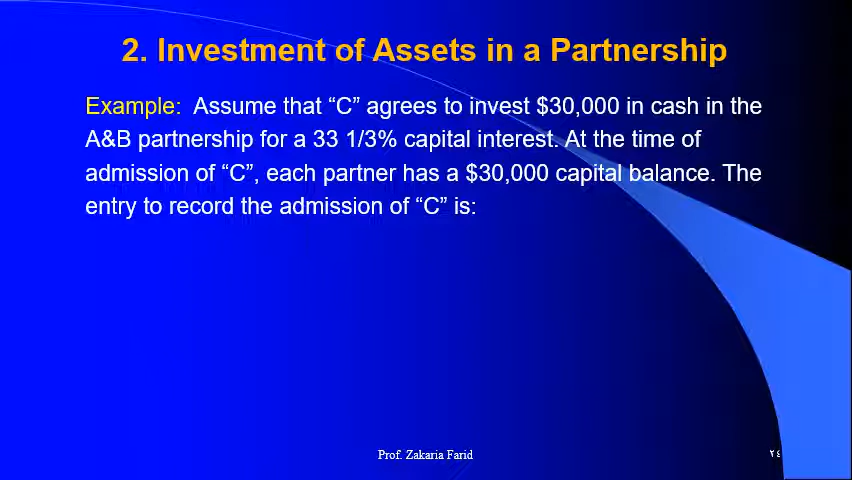 2. Investment of Assets in a Partnership
Example: Assume that “C” agrees to invest $30,000 in cash in the
A&B partnership for a 33 1/3% capital interest. At the time of
admission of “C”, each partner has a $30,000 capital balance. The
entry to record the admission of “C” is:
Prof. Zakaria Farid
٢٤